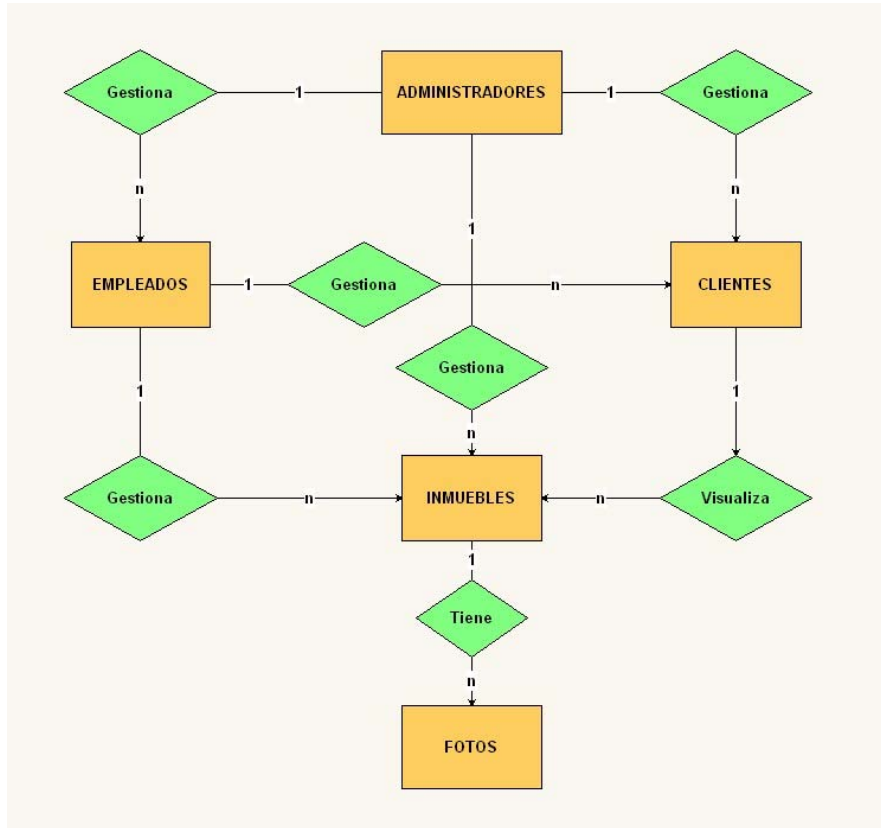 Gestiona 1 ADMINISTRADORES 1 Gestiona
n n
1
EMPLEADOS 1 Gestiona n CLIENTES
Gestiona
1 1
n
Gestiona n INMUEBLES n Visualiza
1
Tiene
n
FOTOS